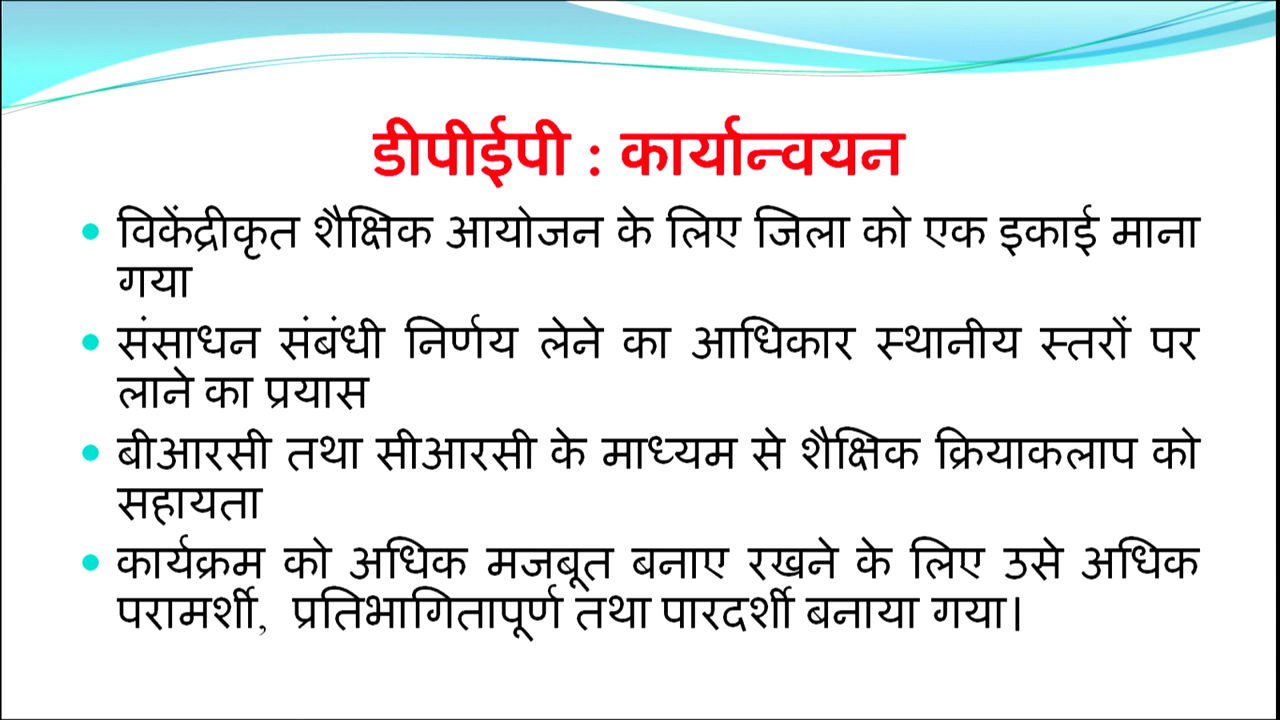 डीपीईपी : कार्यान्वयन
• विकेंद्रीकृत शैक्षिक आयोजन के लिए जिला को एक इकाई माना
गया
• संसाधन संबंधी निर्णय लेने का आधिकार स्थानीय स्तरों पर
लाने का प्रयास
• बीआरसी तथा सीआरसी के माध्यम से शैक्षिक क्रियाकलाप को
सहायता
• कार्यक्रम को अधिक मजबूत बनाए रखने के लिए उसे अधिक
परामर्शी, प्रतिभागितापूर्ण तथा पारदर्शी बनाया गया।